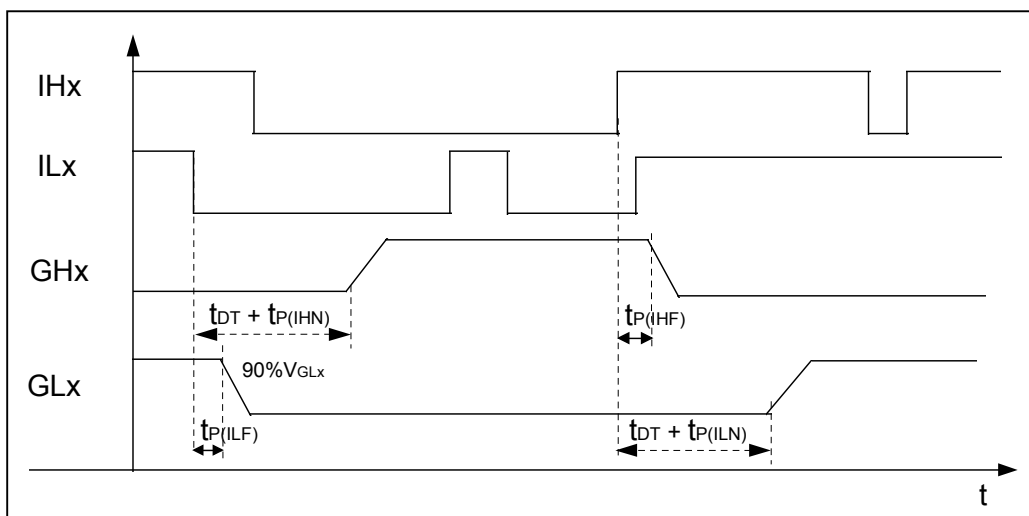 IHx
ILx
GHx
tDT + tP(IHN)
tP(IHF)
90%VGLx
GLx
tP(ILF)
tDT + tP(ILN)
t